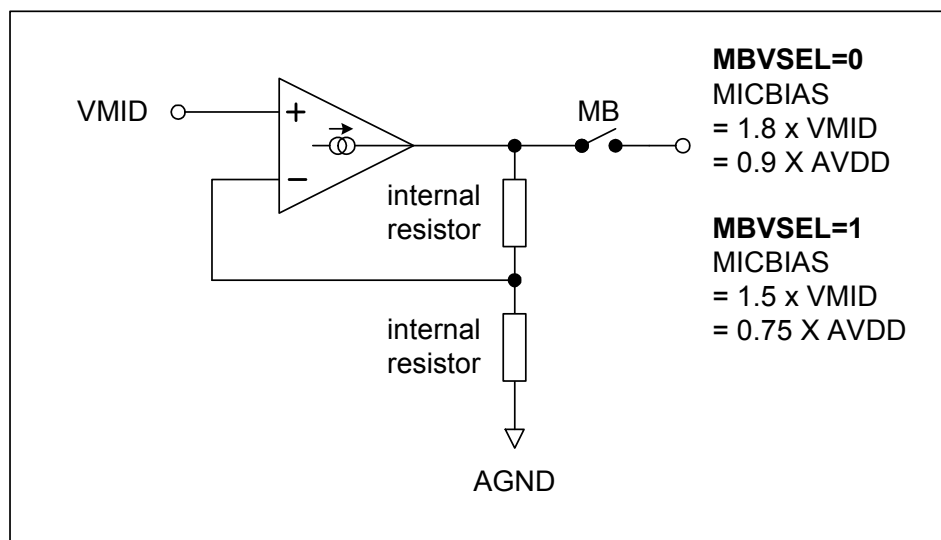 VMID
+
−
MB
internal
resistor
internal
resistor
AGND
MBVSEL=0
MICBIAS
= 1.8 x VMID
= 0.9 X AVDD
MBVSEL=1
MICBIAS
= 1.5 x VMID
= 0.75 X AVDD